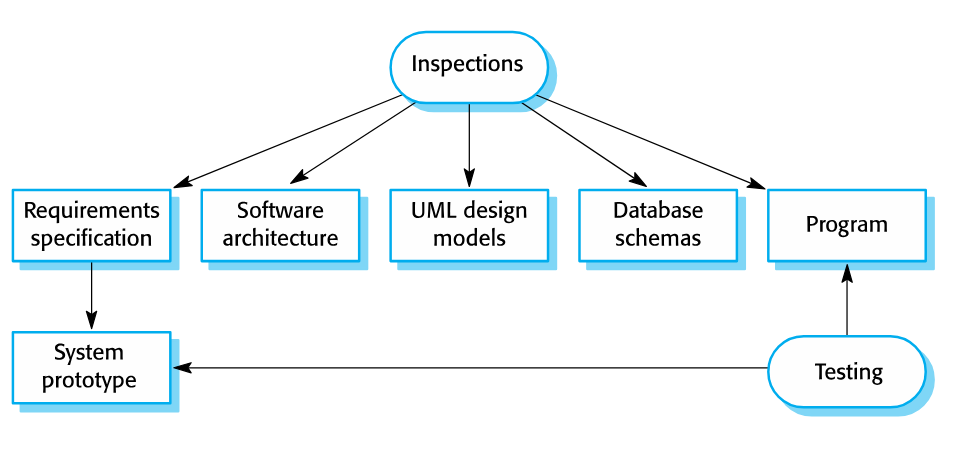 Inspections
Requirements
specification
Software
architecture
UML design
models
Database
schemas
Program
System
prototype
Testing